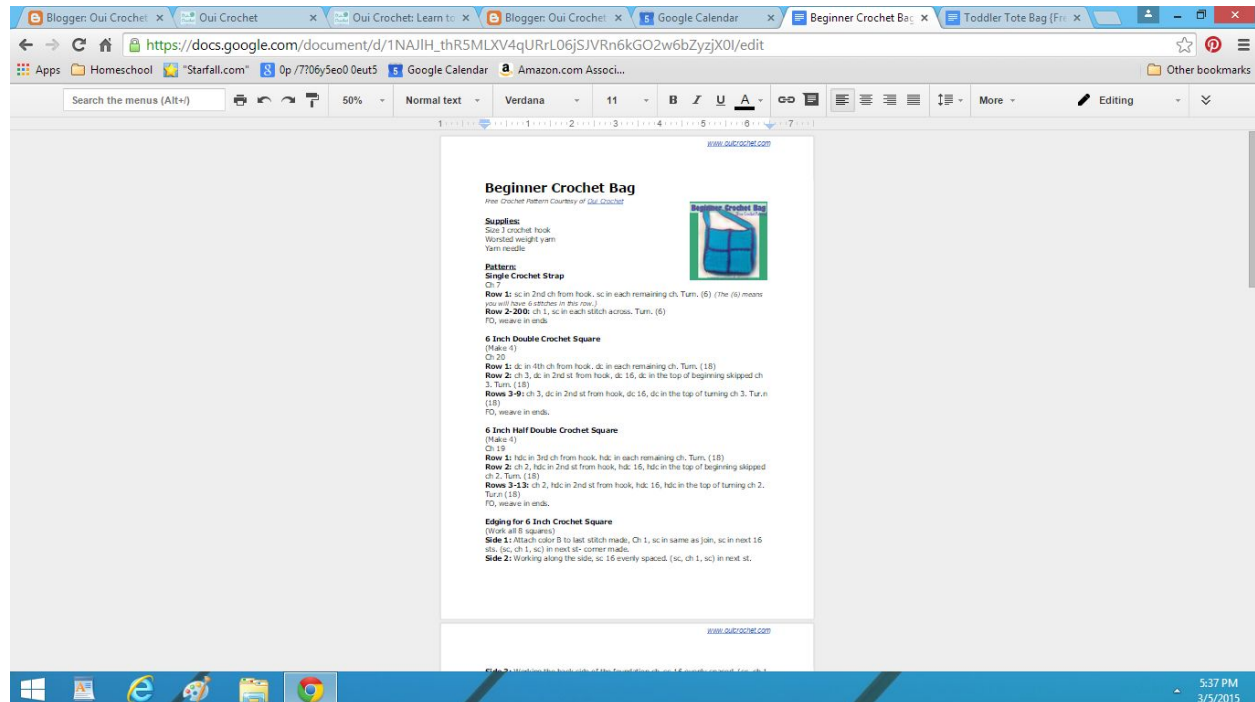 Blogger: Oui Crochet
Oui Crochet
Oui Crochet: Learn to
Blogger: Oui Crochet
Google Calendar
Beginner Crochet Bag
Toddler Tote Bag (Fre
https://docs.google.com/document/d/1NAJlH_thR5MLXV4qURrL06jSJVRn6kGO2w6bZyzjX0I/edit
Apps Homeschool "Starfall.com" 0p /7?06y5eo0 0eut5 Google Calendar Amazon.com Associ... Other bookmarks
Search the menus (Alt+/) 50% Normal text Verdana 11 B I U A More Editing
1 1 2 3 4 5 6 7
www.ouicrochet.com
Beginner Crochet Bag
Free Crochet Pattern Courtesy of Oui Crochet
Beginner Crochet Bag
Supplies:
Size J crochet hook
Worsted weight yarn
Yarn needle
Pattern:
Single Crochet Strap
Ch 7
Row 1: sc in 2nd ch from hook, sc in each remaining ch. Turn. (6) (The (6) means
you will have 6 stitches in this row.)
Row 2-200: ch 1, sc in each stitch across. Turn. (6)
FO, weave in ends
6 Inch Double Crochet Square
(Make 4)
Ch 20
Row 1: dc in 4th ch from hook. dc in each remaining ch. Turn. (18)
Row 2: ch 3, dc in 2nd st from hook, dc 16, dc in the top of beginning skipped ch
3. Turn. (18)
Rows 3-9: ch 3, dc in 2nd st from hook, dc 16, dc in the top of turning ch 3. Tur.n
(18)
FO, weave in ends.
6 Inch Half Double Crochet Square
(Make 4)
Ch 19
Row 1: hdc in 3rd ch from hook. hdc in each remaining ch. Turn. (18)
Row 2: ch 2, hdc in 2nd st from hook, hdc 16, hdc in the top of beginning skipped
ch 2. Turn. (18)
Rows 3-13: ch 2, hdc in 2nd st from hook, hdc 16, hdc in the top of turning ch 2.
Tur.n (18)
FO, weave in ends.
Edging for 6 Inch Crochet Square
(Work all 8 squares)
Side 1: Attach color B to last stitch made, Ch 1, sc in same as join, sc in next 16
sts. (sc, ch 1, sc) in next st- corner made.
Side 2: Working along the side, sc 16 evenly spaced. (sc, ch 1, sc) in next st.
www.ouicrochet.com
5:37 PM
3/5/2015